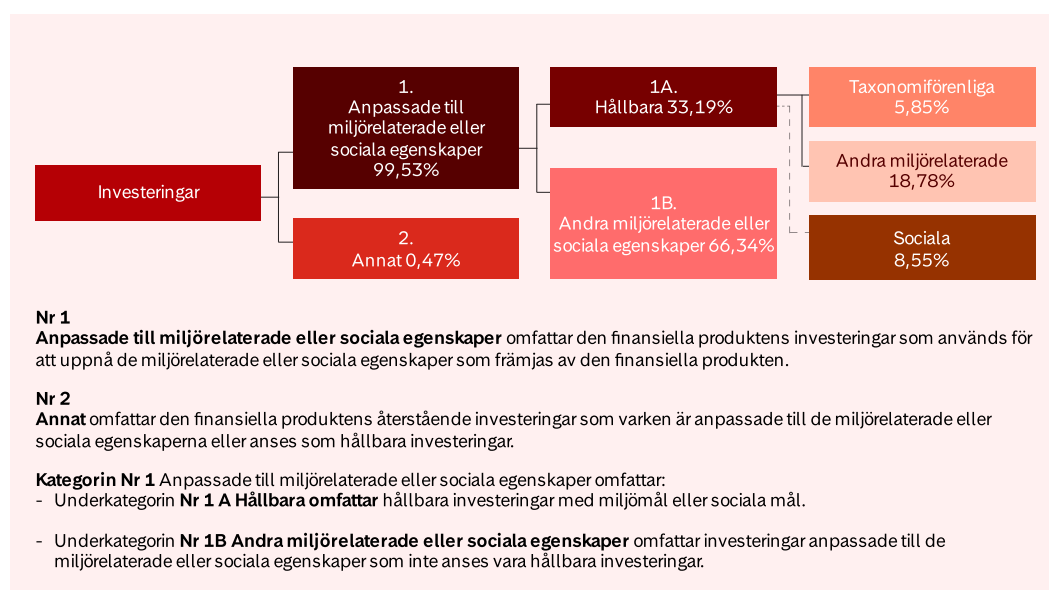 Investeringar
1.
Anpassade till
miljörelaterade eller
sociala egenskaper
99,53%
2.
Annat 0,47%
1A.
Hållbara 33,19%
1B.
Andra miljörelaterade eller
sociala egenskaper 66,34%
Taxonomiförenliga
5,85%
Andra miljörelaterade
18,78%
Sociala
8,55%
Nr 1
Anpassade till miljörelaterade eller sociala egenskaper omfattar den finansiella produktens investeringar som används för
att uppnå de miljörelaterade eller sociala egenskaper som främjas av den finansiella produkten.
Nr 2
Annat omfattar den finansiella produktens återstående investeringar som varken är anpassade till de miljörelaterade eller
sociala egenskaperna eller anses som hållbara investeringar.
Kategorin Nr 1 Anpassade till miljörelaterade eller sociala egenskaper omfattar:
- Underkategorin Nr 1 A Hållbara omfattar hållbara investeringar med miljömål eller sociala mål.
- Underkategorin Nr 1B Andra miljörelaterade eller sociala egenskaper omfattar investeringar anpassade till de
miljörelaterade eller sociala egenskaper som inte anses vara hållbara investeringar.